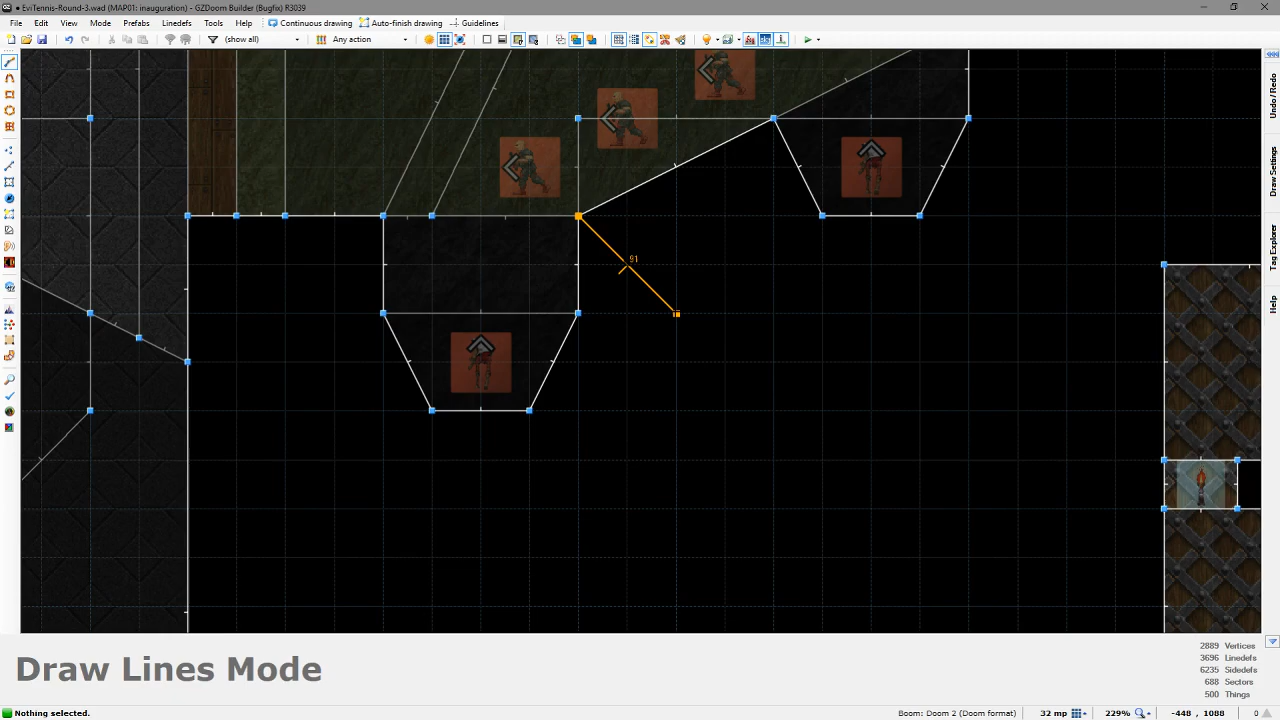 EviTennis-Round-3.wad (MAP01: inauguration) - GZDoom Builder (Bugfix) R3039
File Edit View Mode Prefabs Linedefs Tools Help Continuous drawing Auto-finish drawing Guidelines
(show all) Any action
Undo / Redo
Draw Settings
Tag Explorer
Help
91
Draw Lines Mode
2889 Vertices
3696 Linedefs
6235 Sidedefs
688 Sectors
500 Things
Nothing selected. Boom: Doom 2 (Doom format) 32 mp 229% -448 , 1088 0